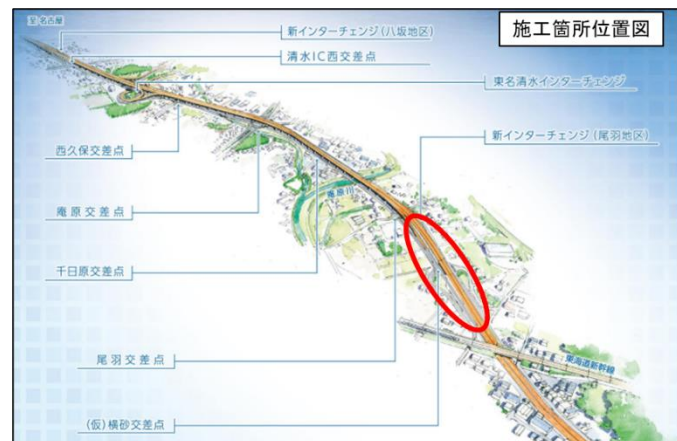 至 名古屋
施工箇所位置図
新インターチェンジ(八坂地区)
清水IC西交差点
東名清水インターチェンジ
西久保交差点
新インターチェンジ(尾羽地区)
庵原川
庵原交差点
千日原交差点
尾羽交差点
東海道新幹線
(仮)横砂交差点